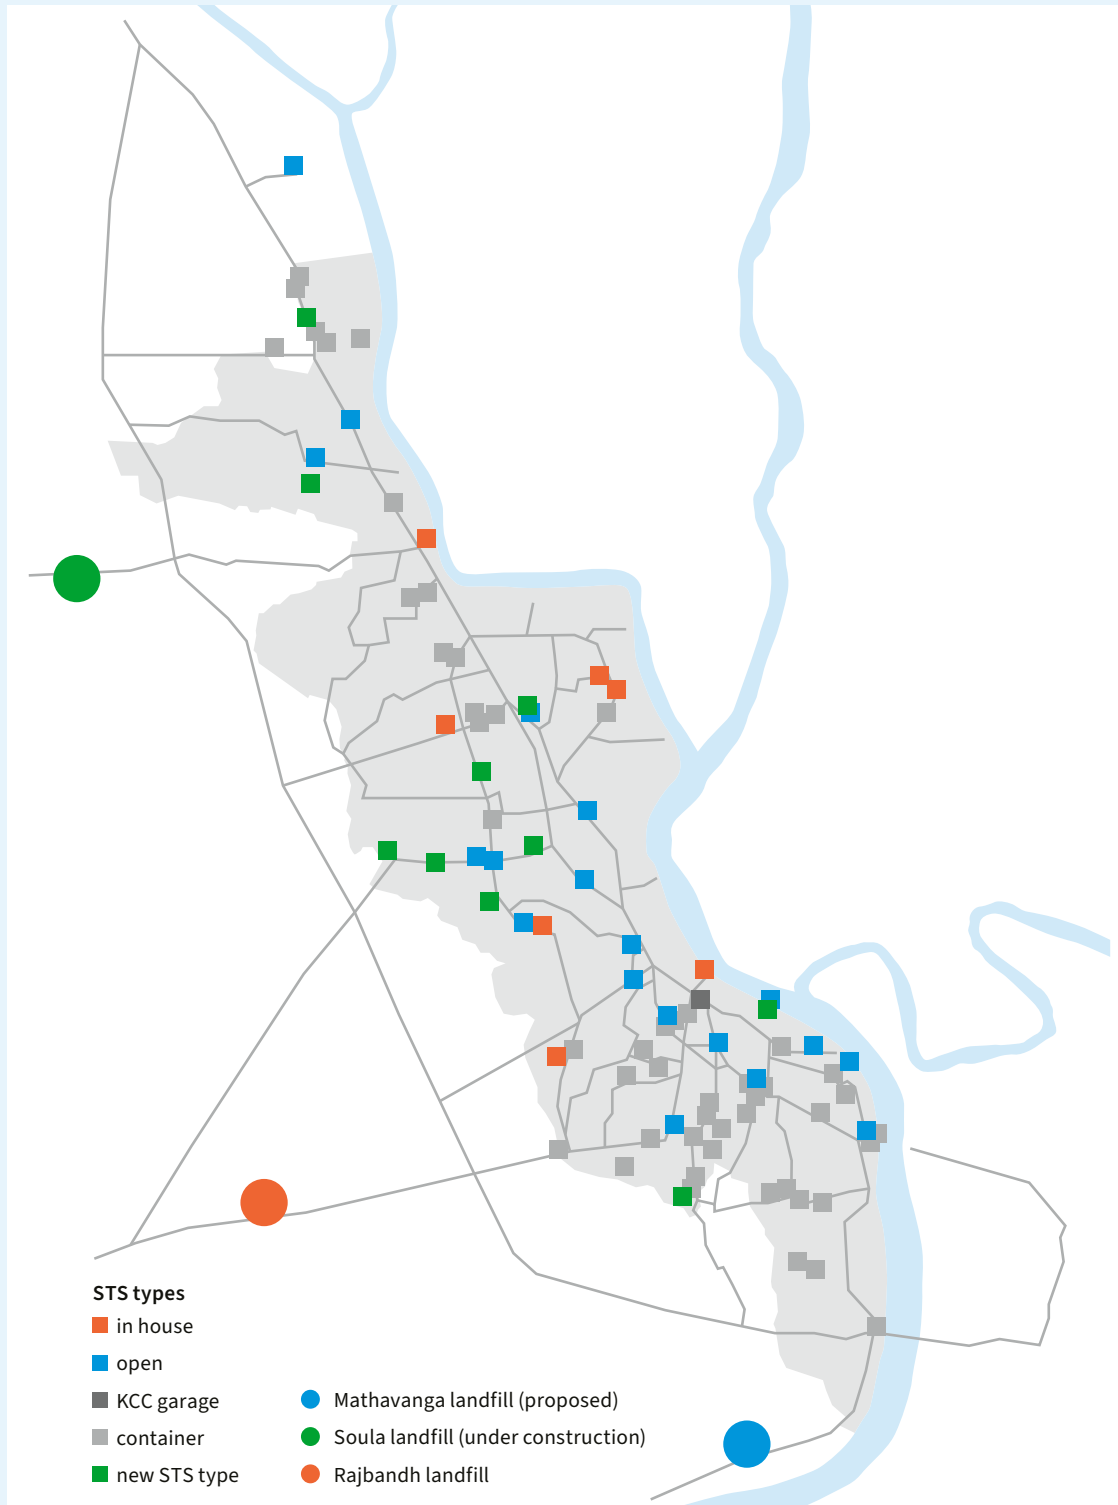 STS types
in house
open
KCC garage
container
new STS type
Mathavanga landfill (proposed)
Soula landfill (under construction)
Rajbandh landfill